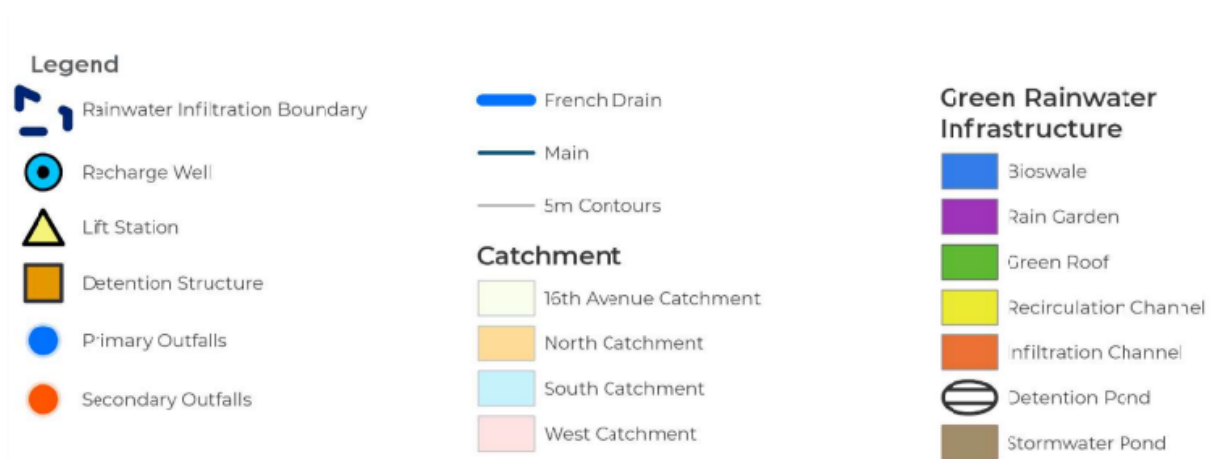 Legend
Rainwater Infiltration Boundary
Recharge Well
Lift Station
Detention Structure
Primary Outfalls
Secondary Outfalls
French Drain
Main
5m Contours
Catchment
16th Avenue Catchment
North Catchment
South Catchment
West Catchment
Green Rainwater
Infrastructure
Bioswale
Rain Garden
Green Roof
Recirculation Channel
Infiltration Channel
Detention Pond
Stormwater Pond